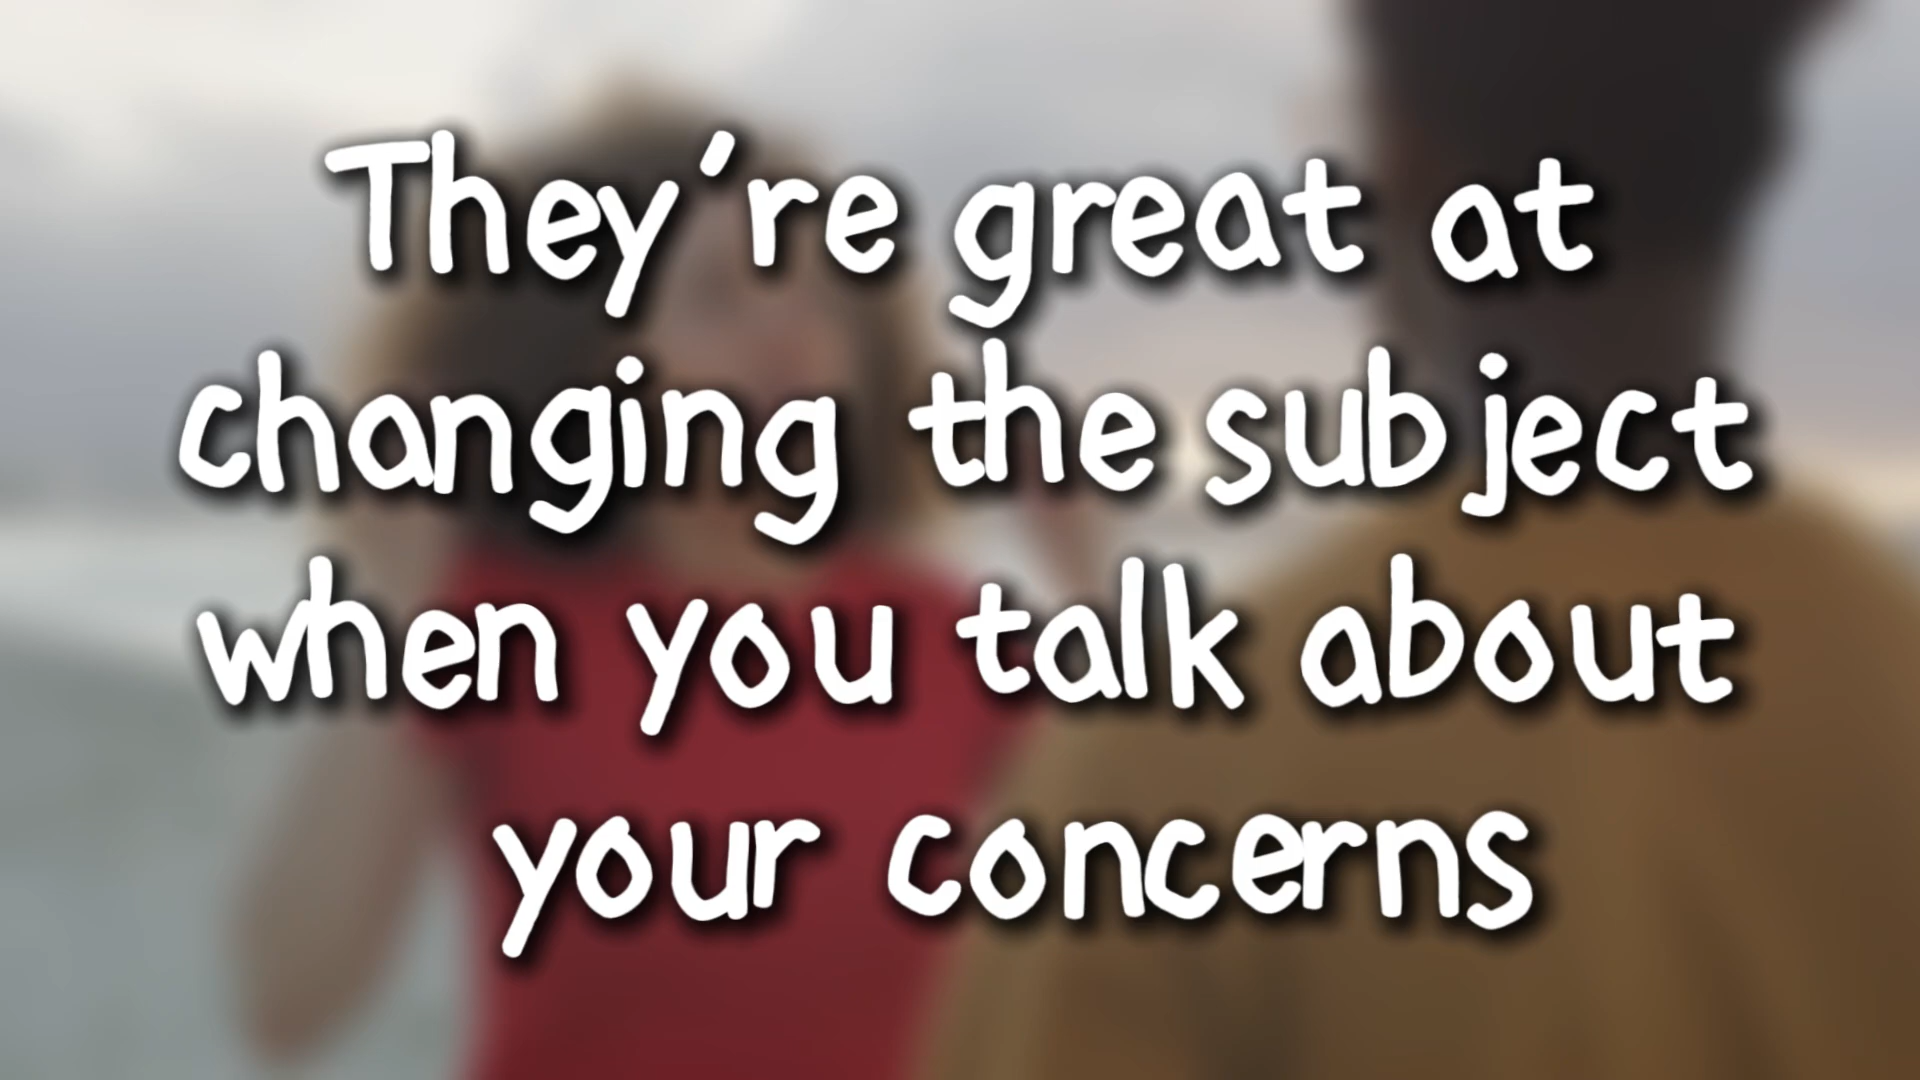 They're great at
changing the subject
when you talk about
your concerns